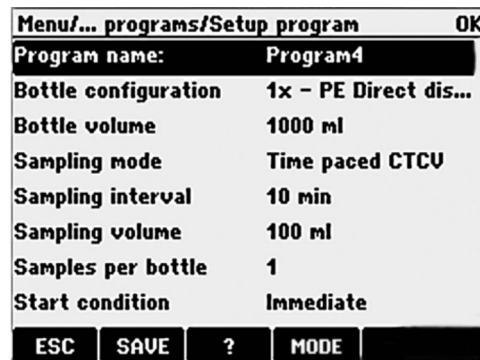 Menu/... programs/Setup program OK
Program name: Program4
Bottle configuration 1x - PE Direct dis...
Bottle volume 1000 ml
Sampling mode Time paced CTCV
Sampling interval 10 min
Sampling volume 100 ml
Samples per bottle 1
Start condition Immediate
ESC SAVE ? MODE